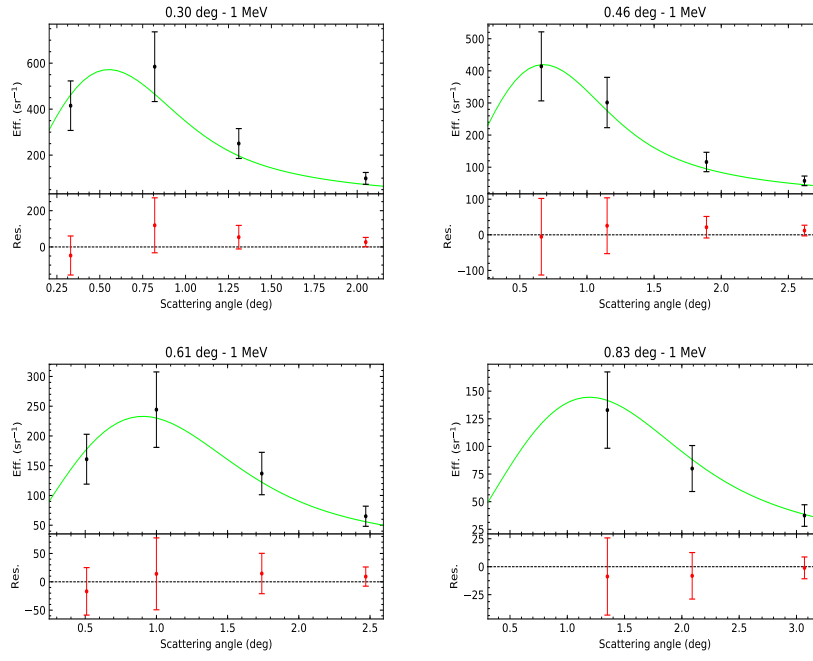 0.30 deg - 1 MeV
Eff. (sr⁻¹)
600
400
200
Res.
200
0
0.25 0.50 0.75 1.00 1.25 1.50 1.75 2.00
Scattering angle (deg)
0.46 deg - 1 MeV
Eff. (sr⁻¹)
500
400
300
200
100
Res.
100
0
−100
0.5 1.0 1.5 2.0 2.5
Scattering angle (deg)
0.61 deg - 1 MeV
Eff. (sr⁻¹)
300
250
200
150
100
50
Res.
50
0
−50
0.5 1.0 1.5 2.0 2.5
Scattering angle (deg)
0.83 deg - 1 MeV
Eff. (sr⁻¹)
150
125
100
75
50
25
Res.
25
0
−25
0.5 1.0 1.5 2.0 2.5 3.0
Scattering angle (deg)